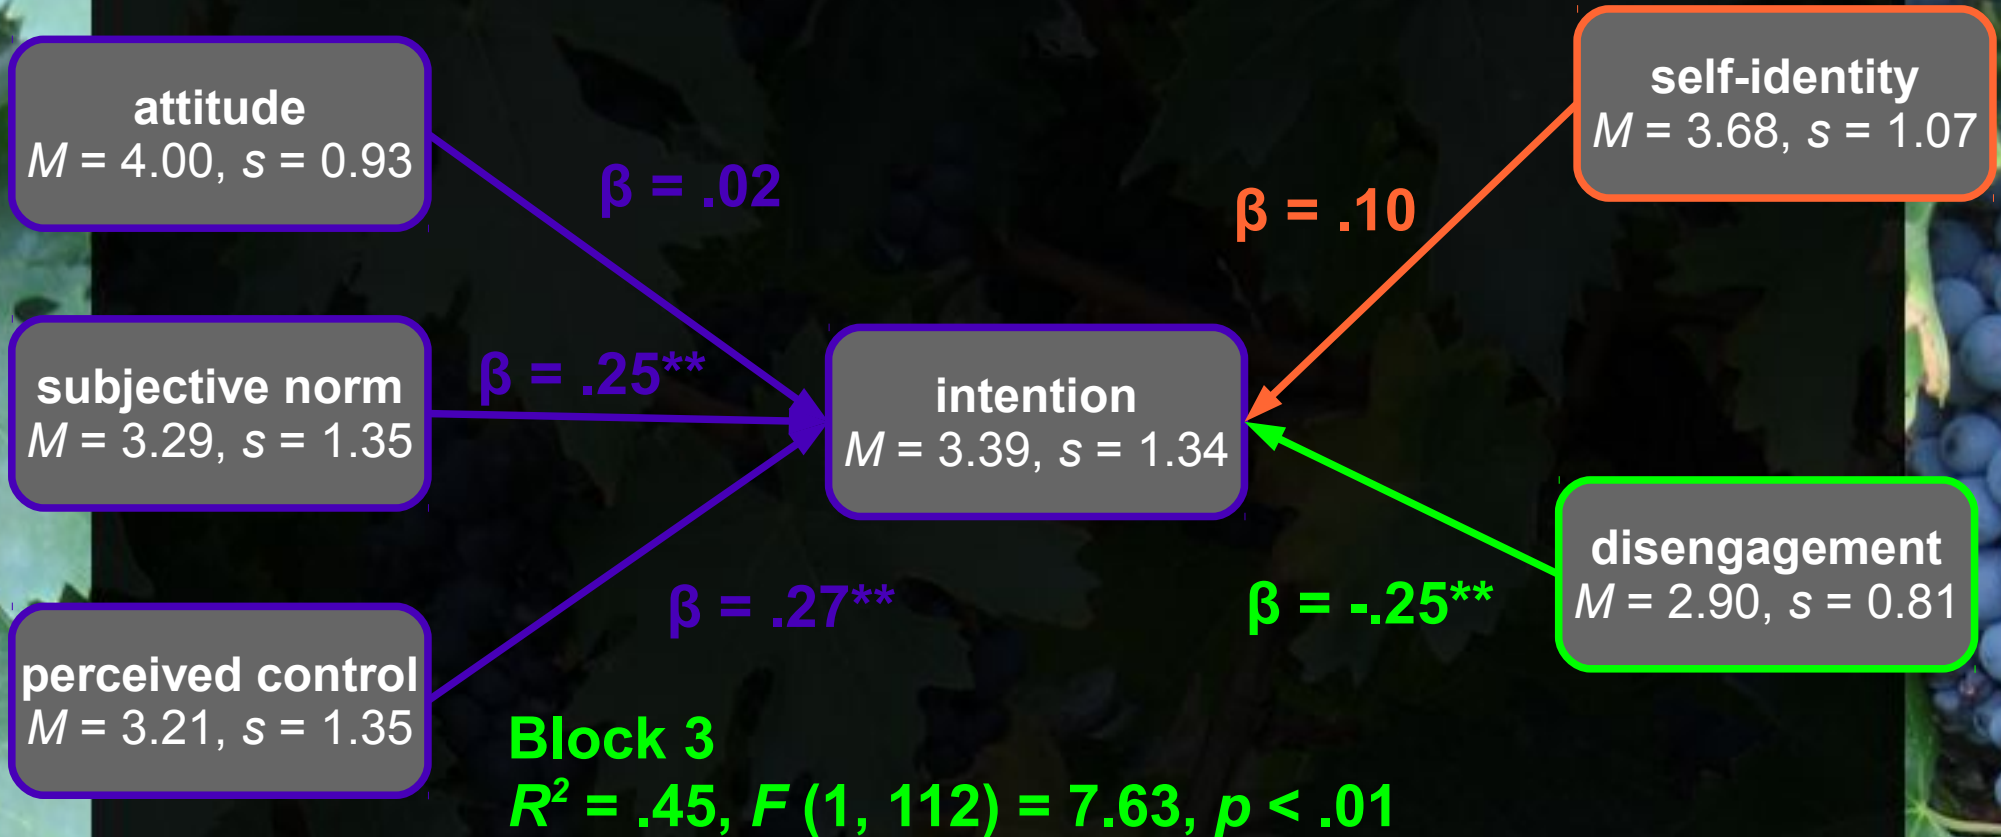 attitude
M = 4.00, s = 0.93
self-identity
M = 3.68, s = 1.07
β = .02
β = .10
subjective norm
M = 3.29, s = 1.35
β = .25**
intention
M = 3.39, s = 1.34
disengagement
M = 2.90, s = 0.81
β = .27**
β = -.25**
perceived control
M = 3.21, s = 1.35
Block 3
R² = .45, F (1, 112) = 7.63, p < .01